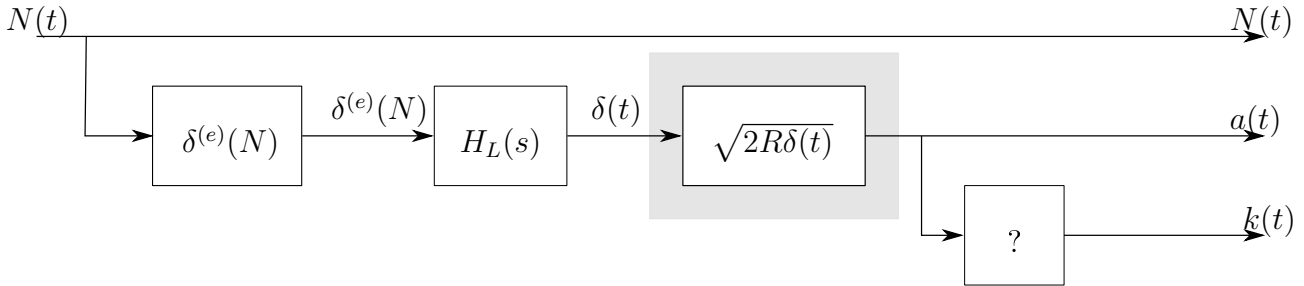 N(t) N(t)
δ^{(e)}(N) δ^{(e)}(N) H_L(s) δ(t) √2Rδ(t) a(t)
? k(t)